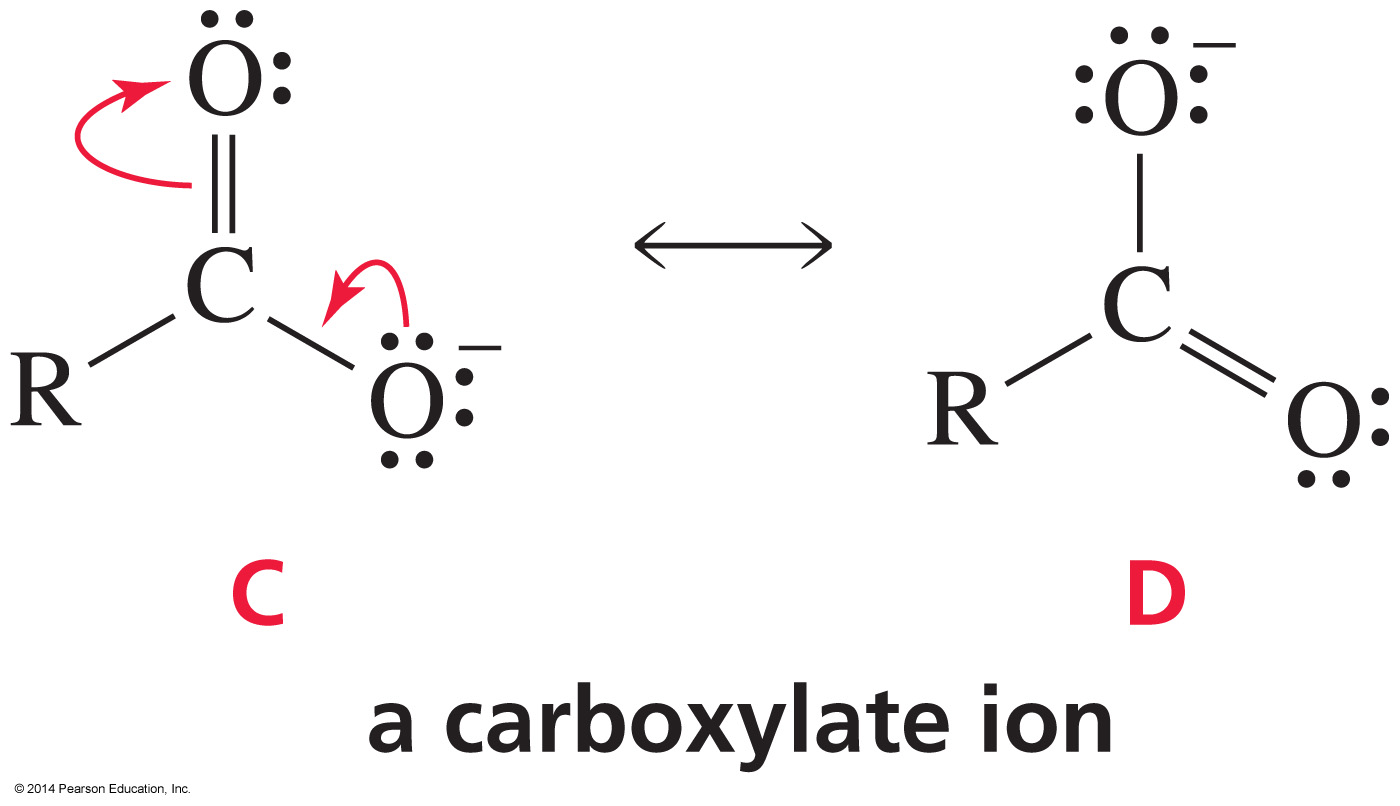 O O −
C C
R O − R O
C D
a carboxylate ion
© 2014 Pearson Education, Inc.